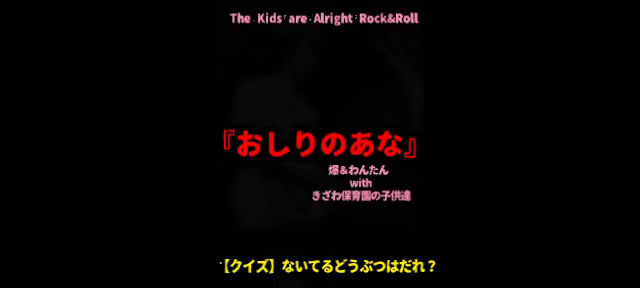 The Kids are Alright Rock&Roll
『おしりのあな』
爆&わんたん
with
きざわ保育園の子供達
【クイズ】ないてるどうぶつはだれ？